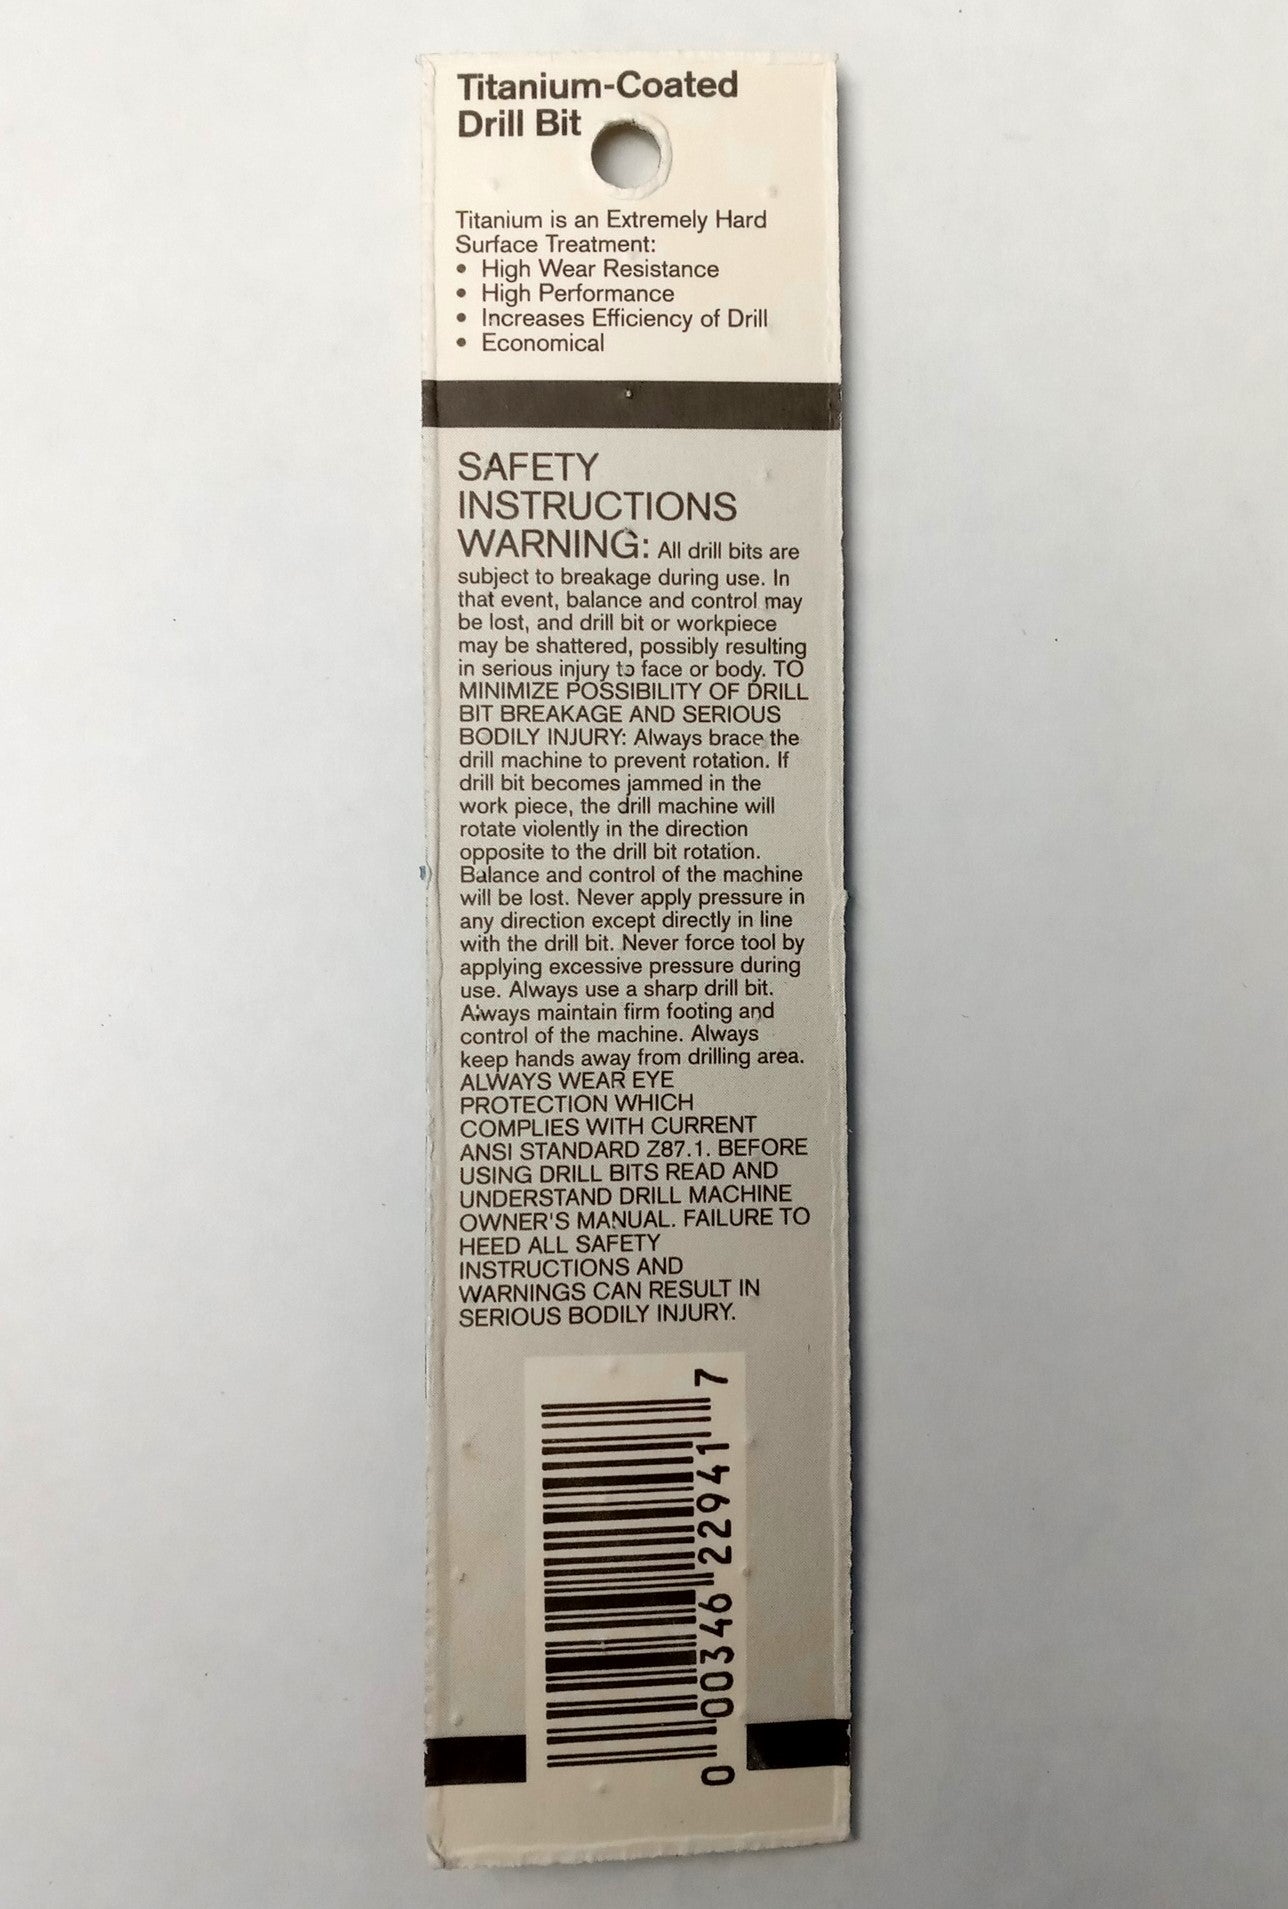 Titanium-Coated
Drill Bit
Titanium is an Extremely Hard
Surface Treatment:
• High Wear Resistance
• High Performance
• Increases Efficiency of Drill
• Economical
SAFETY
INSTRUCTIONS
WARNING: All drill bits are
subject to breakage during use. In
that event, balance and control may
be lost, and drill bit or workpiece
may be shattered, possibly resulting
in serious injury to face or body. TO
MINIMIZE POSSIBILITY OF DRILL
BIT BREAKAGE AND SERIOUS
BODILY INJURY: Always brace the
drill machine to prevent rotation. If
drill bit becomes jammed in the
work piece, the drill machine will
rotate violently in the direction
opposite to the drill bit rotation.
Balance and control of the machine
will be lost. Never apply pressure in
any direction except directly in line
with the drill bit. Never force tool by
applying excessive pressure during
use. Always use a sharp drill bit.
Always maintain firm footing and
control of the machine. Always
keep hands away from drilling area.
ALWAYS WEAR EYE
PROTECTION WHICH
COMPLIES WITH CURRENT
ANSI STANDARD Z87.1. BEFORE
USING DRILL BITS READ AND
UNDERSTAND DRILL MACHINE
OWNER'S MANUAL. FAILURE TO
HEED ALL SAFETY
INSTRUCTIONS AND
WARNINGS CAN RESULT IN
SERIOUS BODILY INJURY.
0 00346 22941 7